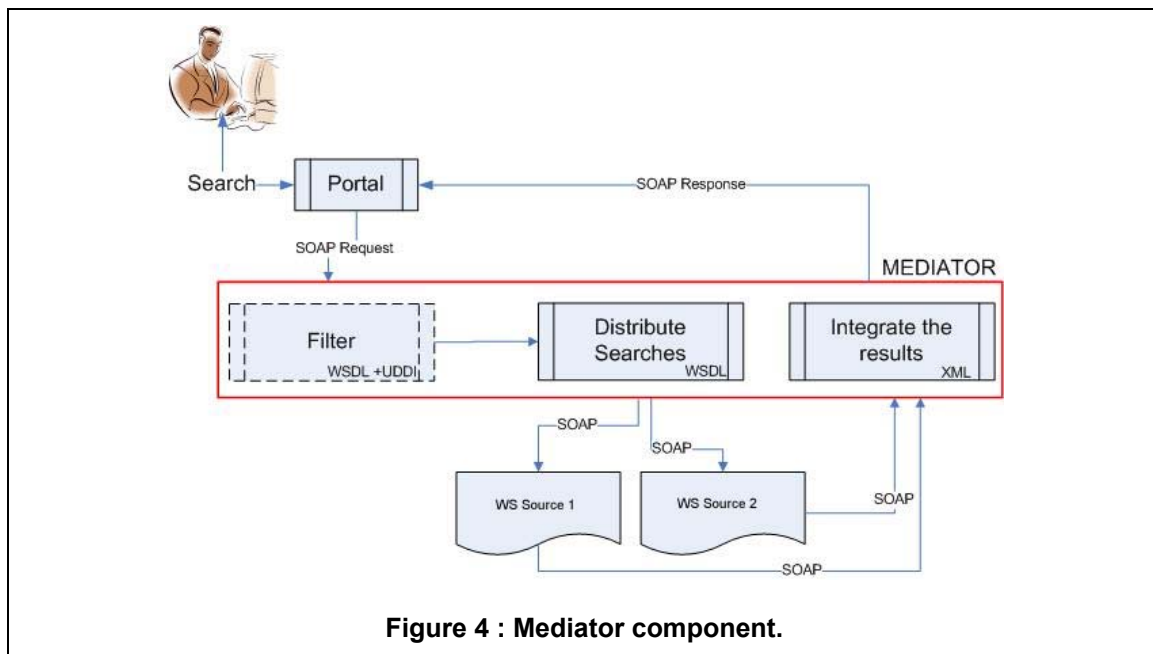 Search
Portal
SOAP Response
SOAP Request
MEDIATOR
Filter
WSDL +UDDI
Distribute
Searches
WSDL
Integrate the
results
XML
SOAP
SOAP
WS Source 1
WS Source 2
SOAP
SOAP
Figure 4 : Mediator component.